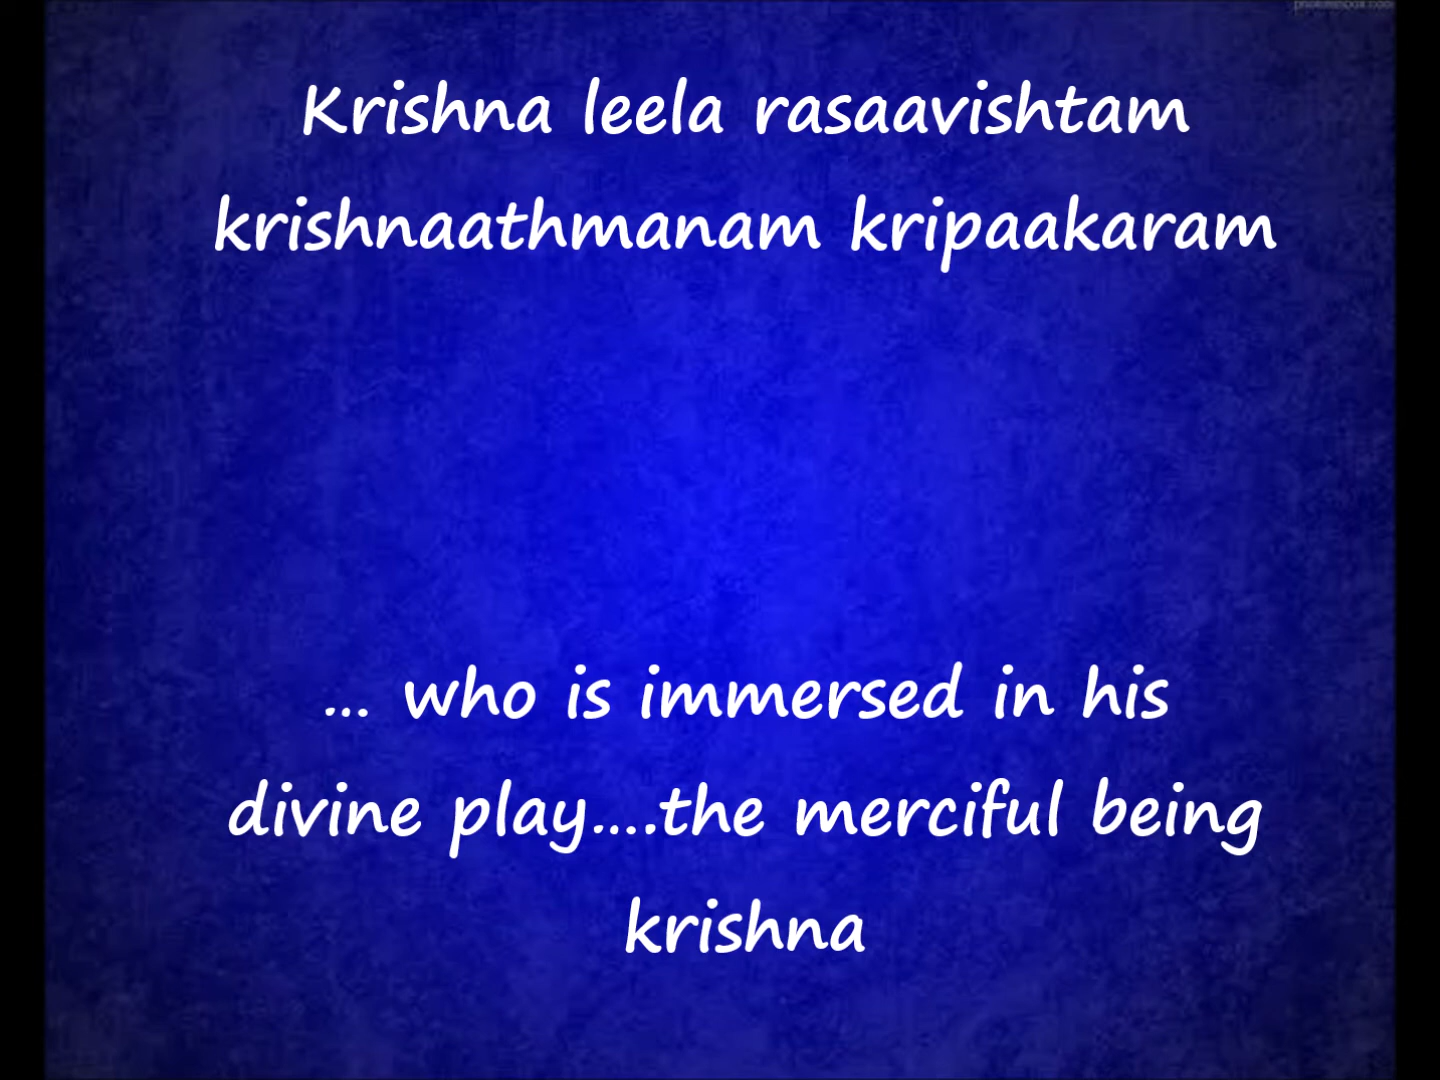 Krishna leela rasaavishtam
krishnaathmanam kripaakaram
... who is immersed in his
divine play....the merciful being
krishna